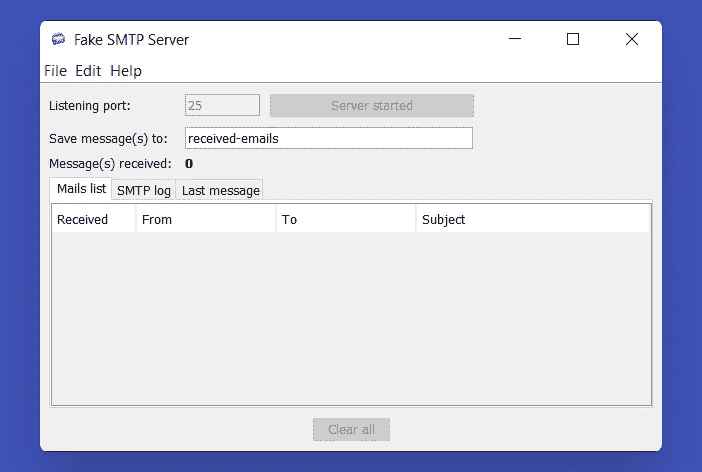 Fake SMTP Server
File Edit Help
Listening port: 25 Server started
Save message(s) to: received-emails
Message(s) received: 0
Mails list SMTP log Last message
Received From To Subject
Clear all